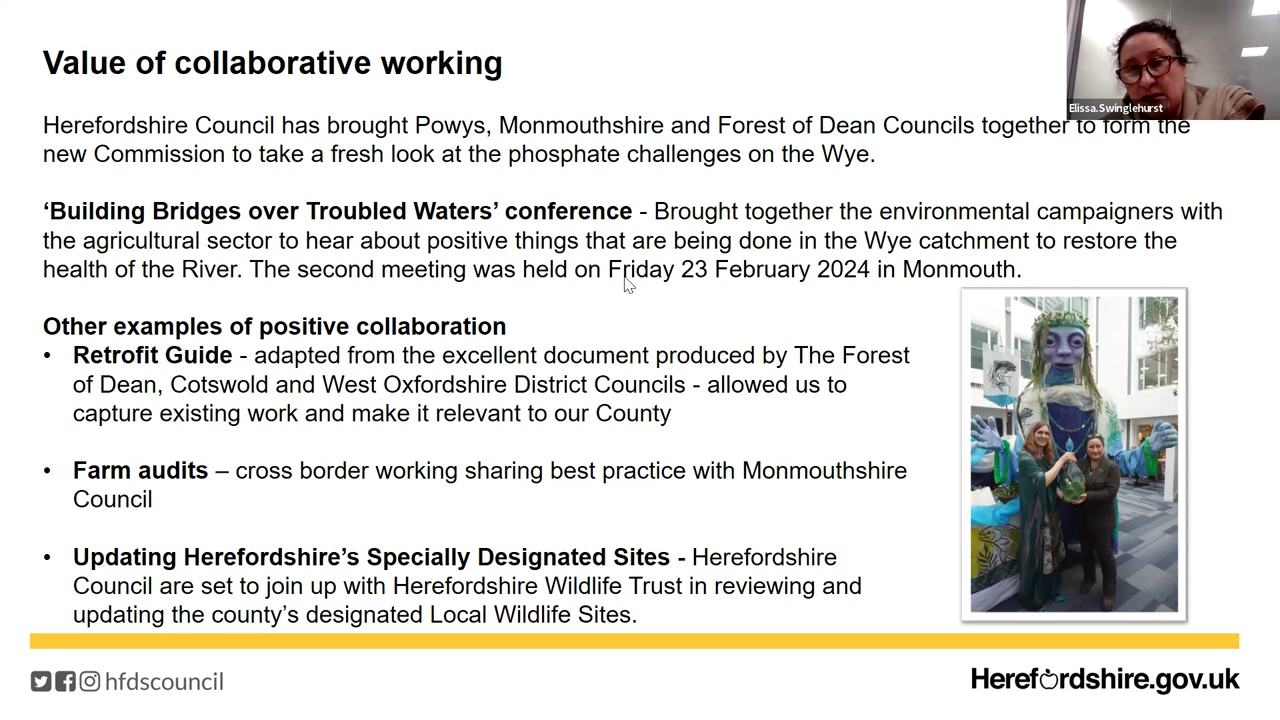 Value of collaborative working
Elissa.Swinglehurst
Herefordshire Council has brought Powys, Monmouthshire and Forest of Dean Councils together to form the
new Commission to take a fresh look at the phosphate challenges on the Wye.
‘Building Bridges over Troubled Waters’ conference - Brought together the environmental campaigners with
the agricultural sector to hear about positive things that are being done in the Wye catchment to restore the
health of the River. The second meeting was held on Friday 23 February 2024 in Monmouth.
Other examples of positive collaboration
• Retrofit Guide - adapted from the excellent document produced by The Forest
of Dean, Cotswold and West Oxfordshire District Councils - allowed us to
capture existing work and make it relevant to our County
• Farm audits – cross border working sharing best practice with Monmouthshire
Council
• Updating Herefordshire’s Specially Designated Sites - Herefordshire
Council are set to join up with Herefordshire Wildlife Trust in reviewing and
updating the county’s designated Local Wildlife Sites.
hfdscouncil
Herefordshire.gov.uk